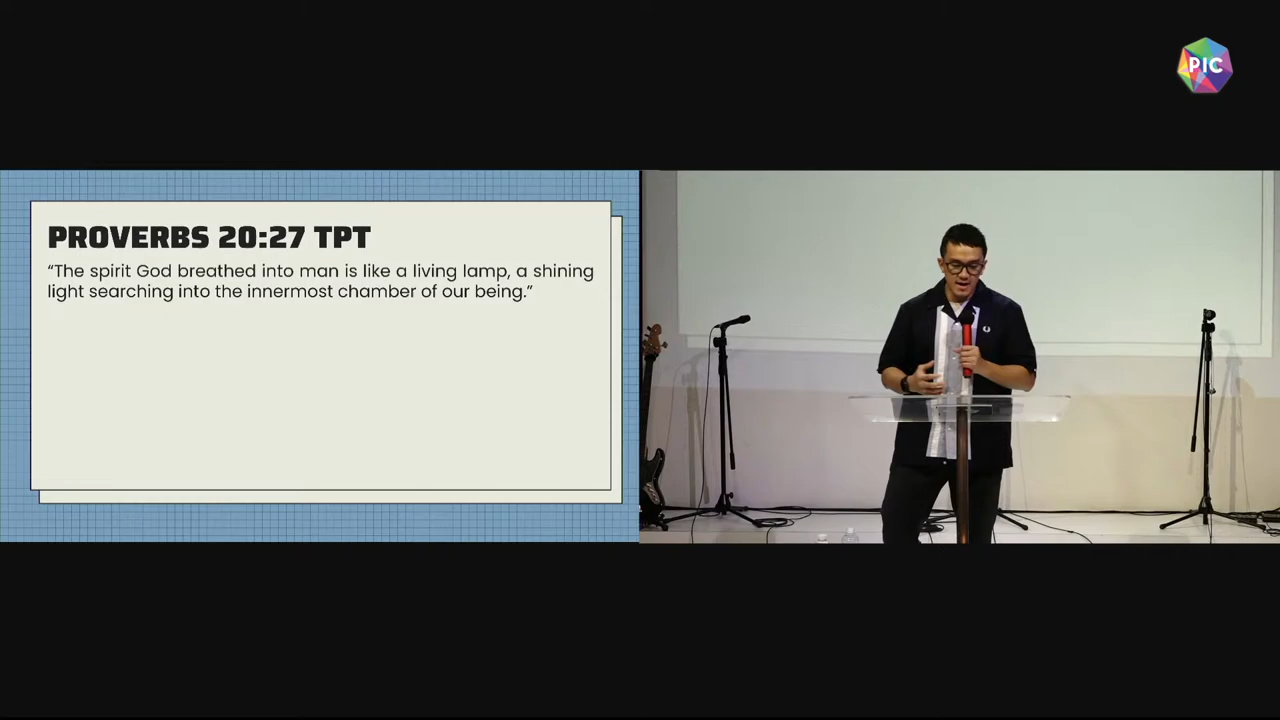 PIC
PROVERBS 20:27 TPT
“The spirit God breathed into man is like a living lamp, a shining
light searching into the innermost chamber of our being.”